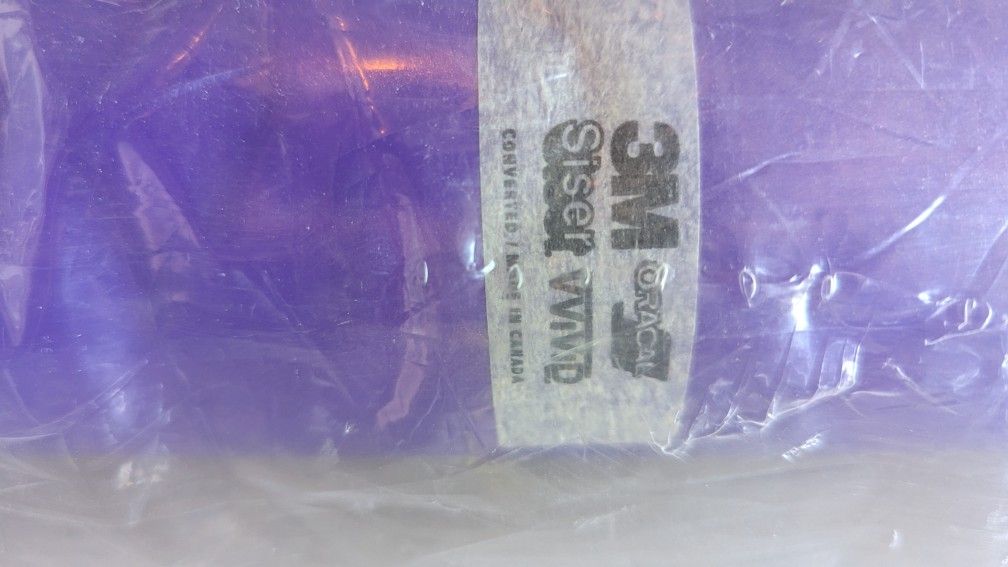 3M ORACAL
Siser VVIVID
CONVERTED / MADE IN CANADA